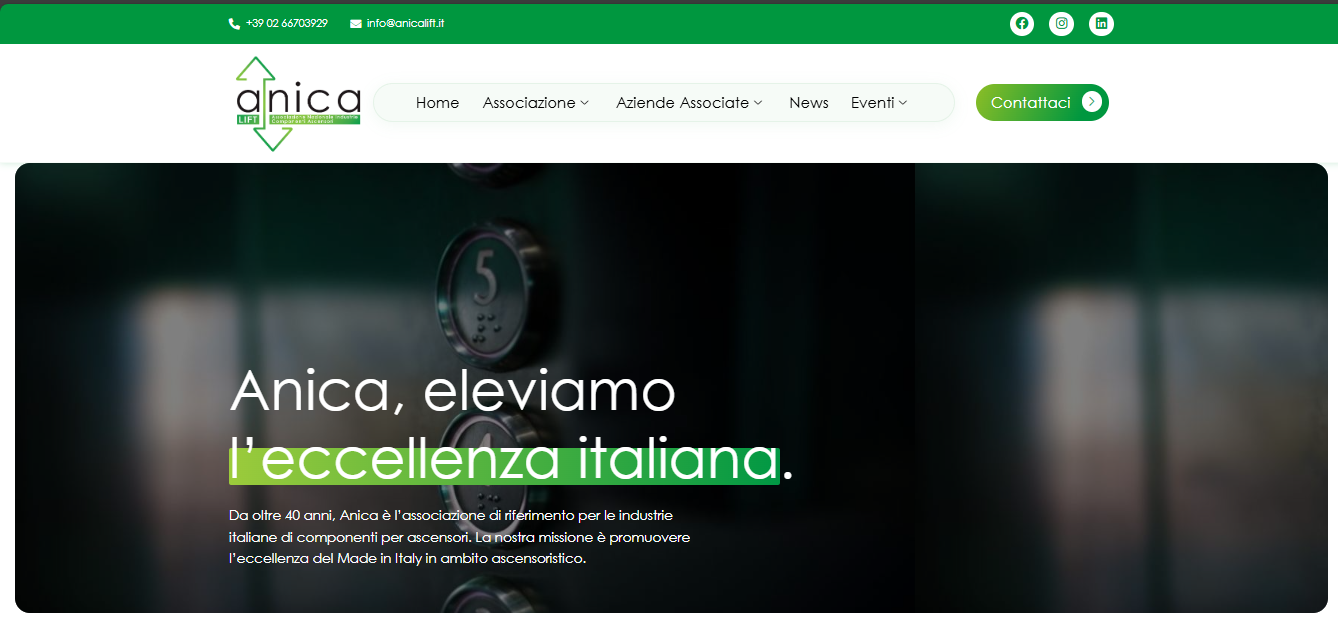 +39 02 66703929
info@anicalift.it
anica
LIFT
Associazione Nazionale Industrie
Componenti Ascensori
Home
Associazione
Aziende Associate
News
Eventi
Contattaci
5
Anica, eleviamo
l’eccellenza italiana.
Da oltre 40 anni, Anica è l’associazione di riferimento per le industrie
italiane di componenti per ascensori. La nostra missione è promuovere
l’eccellenza del Made in Italy in ambito ascensoristico.